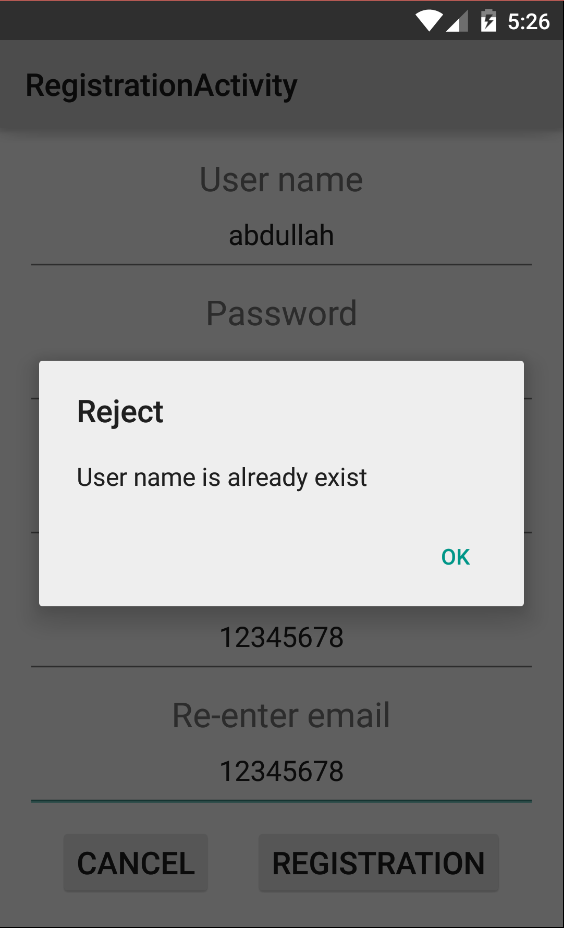 5:26
RegistrationActivity
User name
abdullah
Password
Reject
User name is already exist
OK
12345678
Re-enter email
12345678
CANCEL REGISTRATION